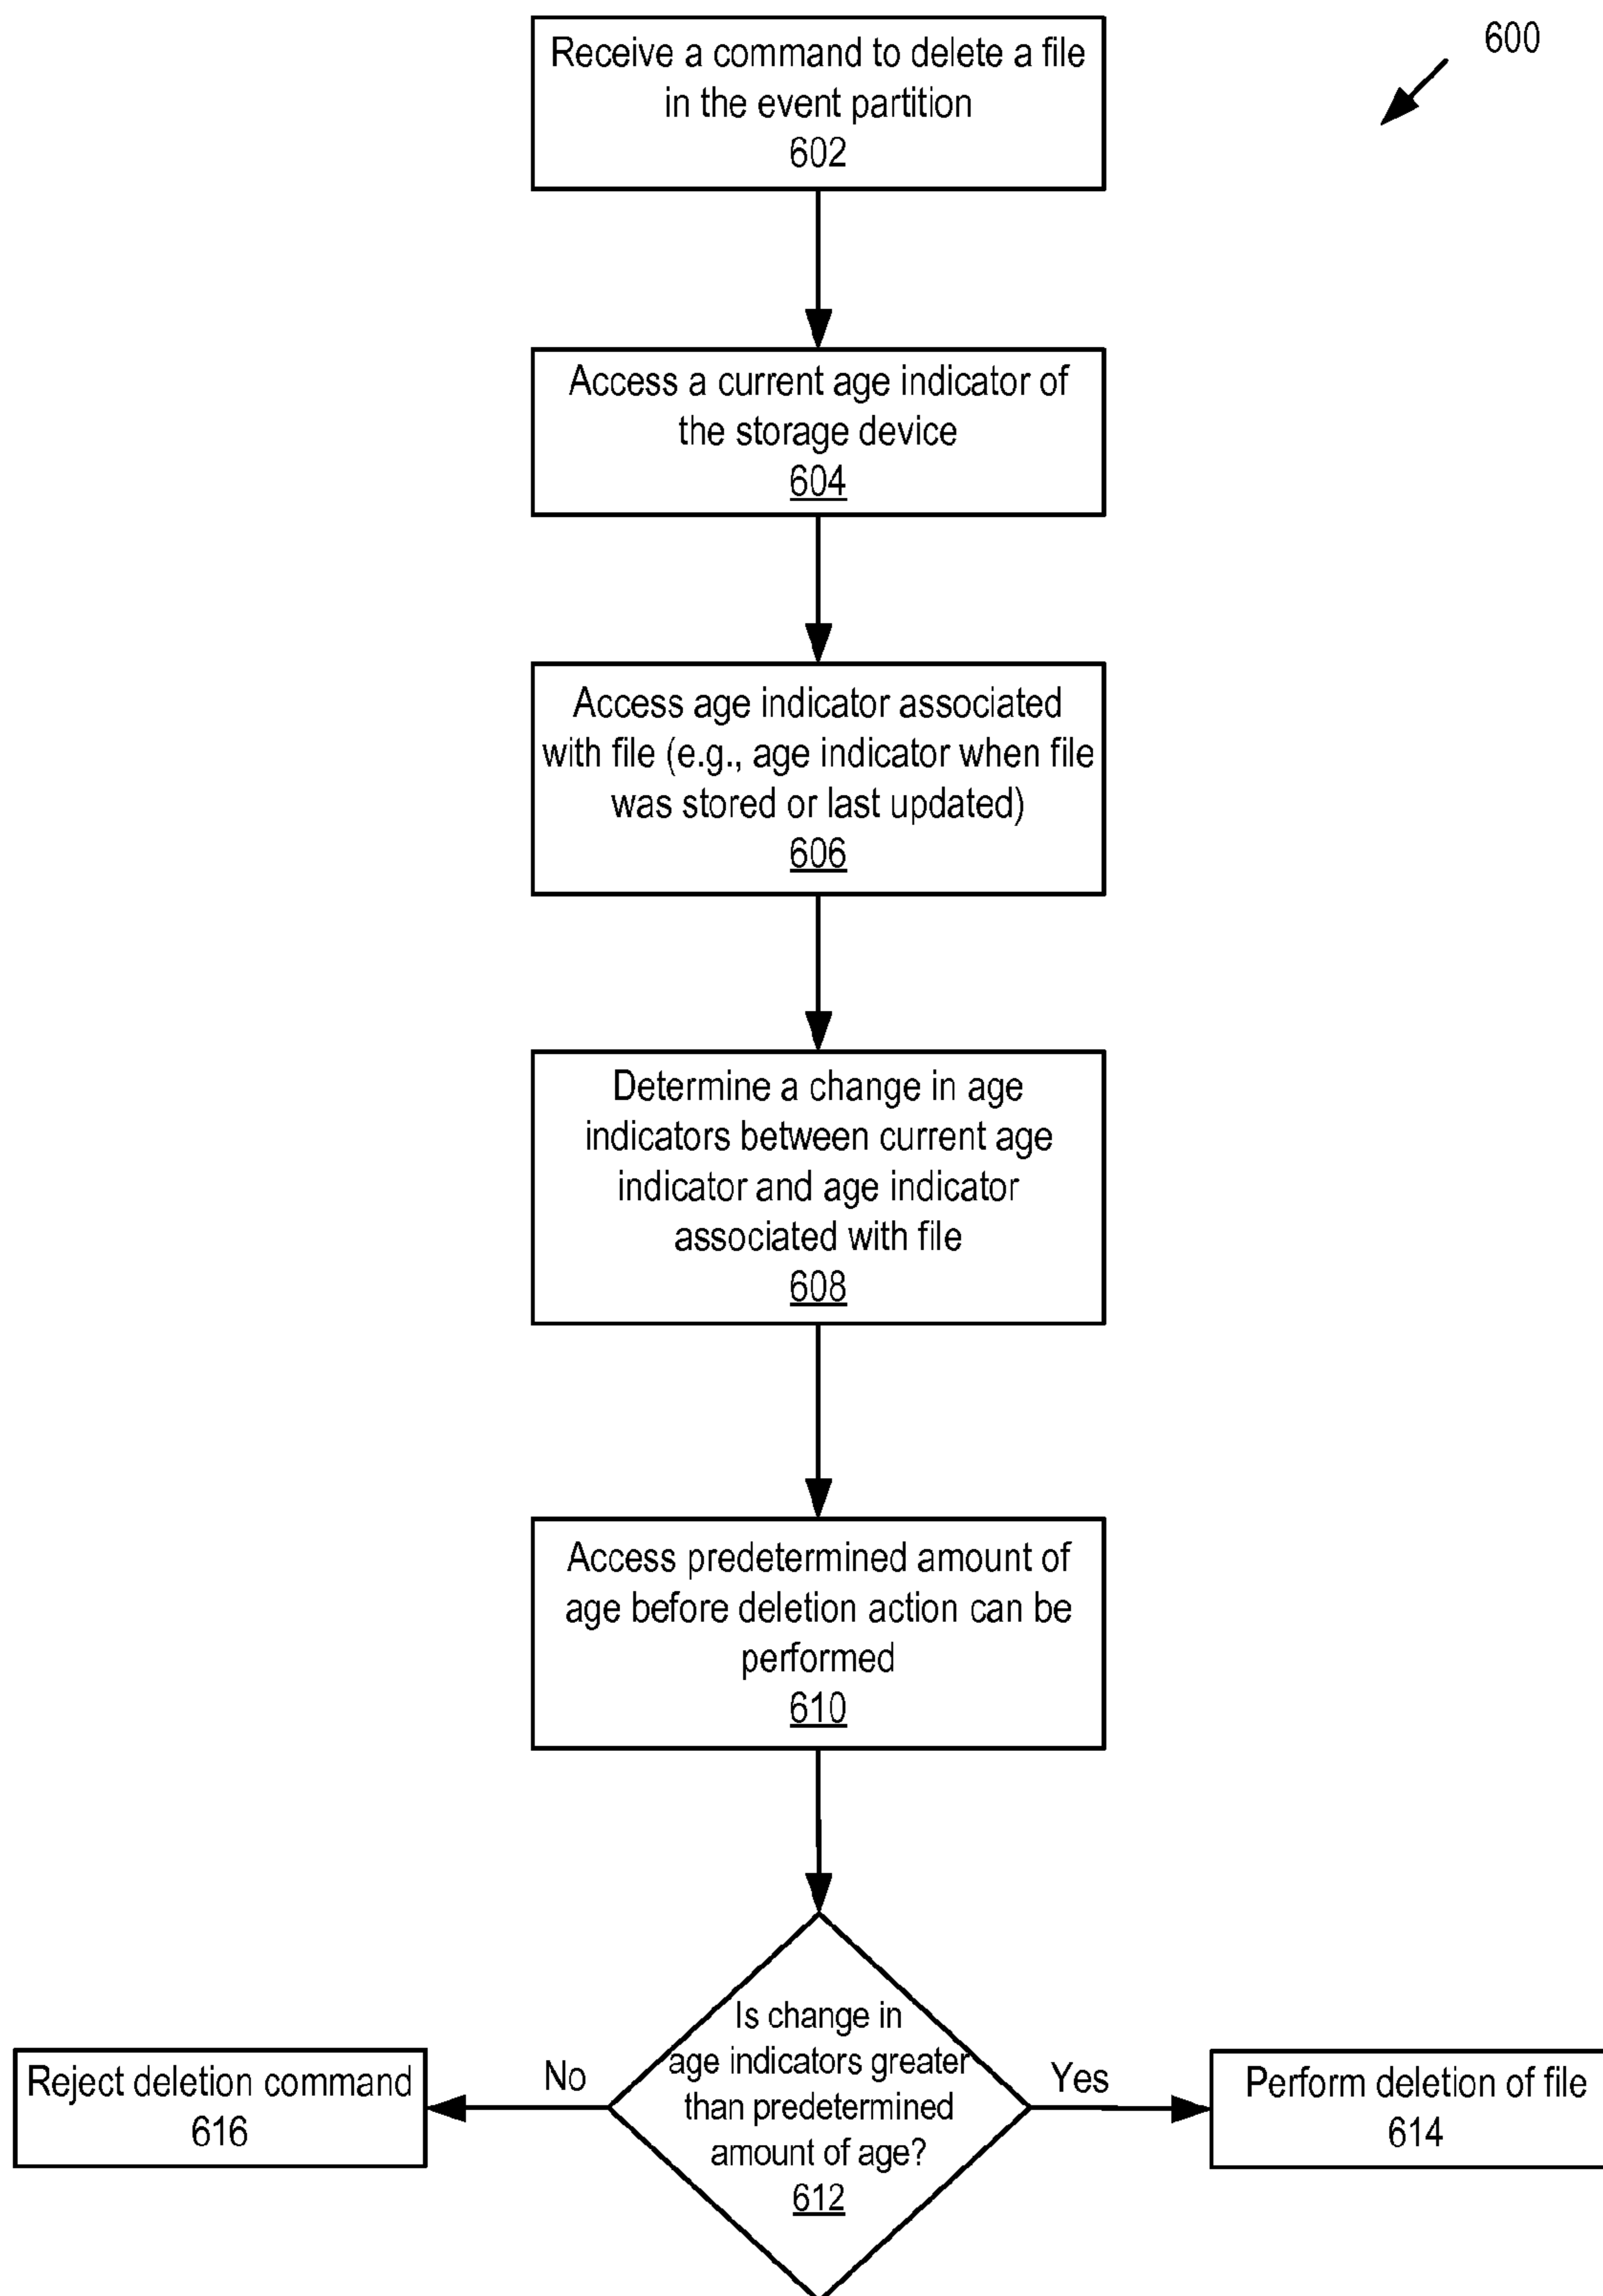 600
Receive a command to delete a file
in the event partition
602
Access a current age indicator of
the storage device
604
Access age indicator associated
with file (e.g., age indicator when file
was stored or last updated)
606
Determine a change in age
indicators between current age
indicator and age indicator
associated with file
608
Access predetermined amount of
age before deletion action can be
performed
610
Is change in
age indicators greater
than predetermined
amount of age?
612
No
Yes
Reject deletion command
616
Perform deletion of file
614